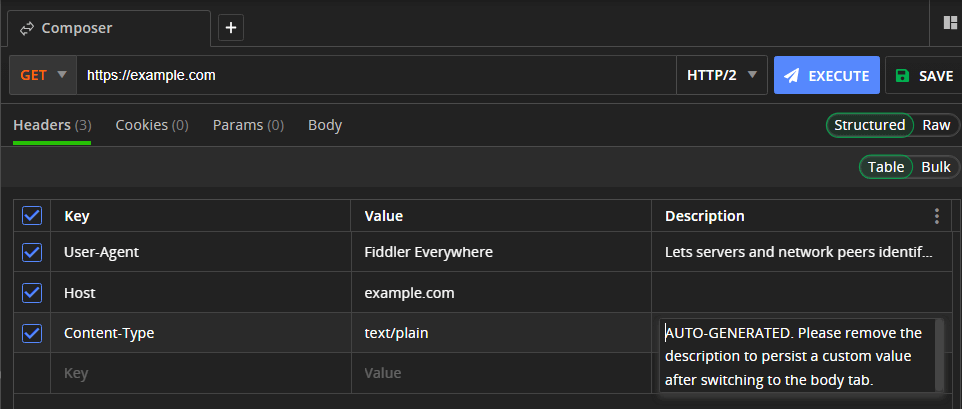 Composer +
GET https://example.com HTTP/2 EXECUTE SAVE
Headers (3) Cookies (0) Params (0) Body Structured Raw
Table Bulk
Key Value Description
User-Agent Fiddler Everywhere Lets servers and network peers identif...
Host example.com
Content-Type text/plain AUTO-GENERATED. Please remove the
description to persist a custom value
after switching to the body tab.
Key Value